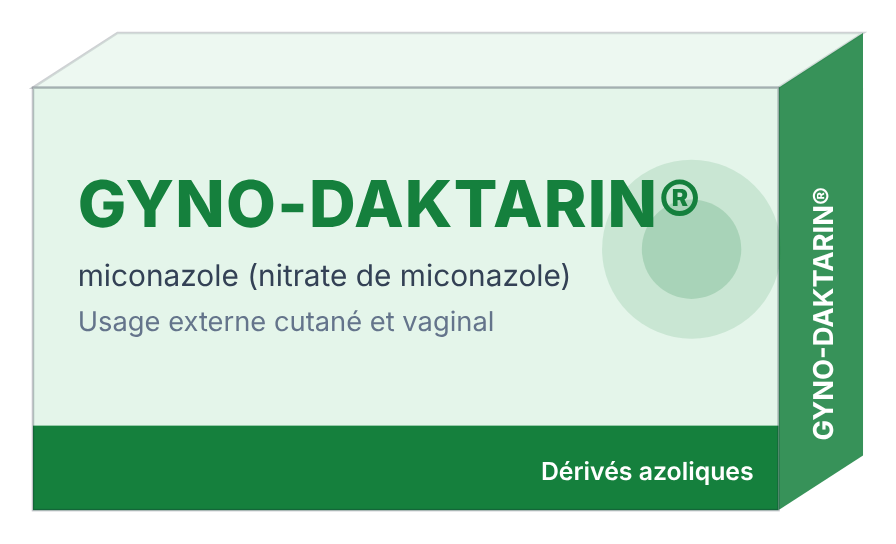 GYNO-DAKTARIN®
miconazole (nitrate de miconazole)
Usage externe cutané et vaginal
Dérivés azoliques
GYNO-DAKTARIN®